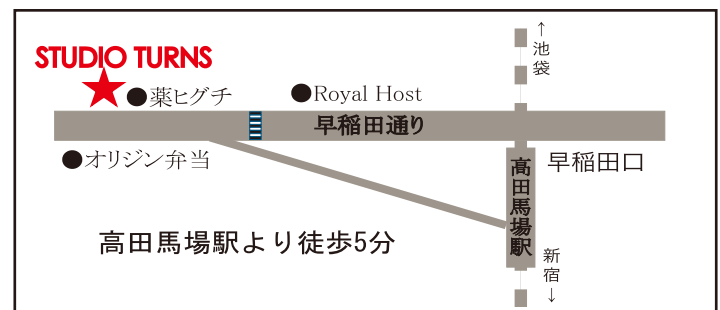 ↑池袋
STUDIO TURNS
●薬ヒグチ
●Royal Host
早稲田通り
●オリジン弁当
高田馬場駅
早稲田口
高田馬場駅より徒歩5分
新宿↓